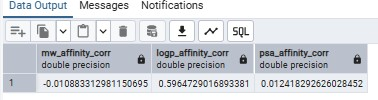 Data Output Messages Notifications
SQL
mw_affinity_corr logp_affinity_corr psa_affinity_corr
double precision double precision double precision
1 -0.010883312981150695 0.5964729016893381 0.012418292626028452